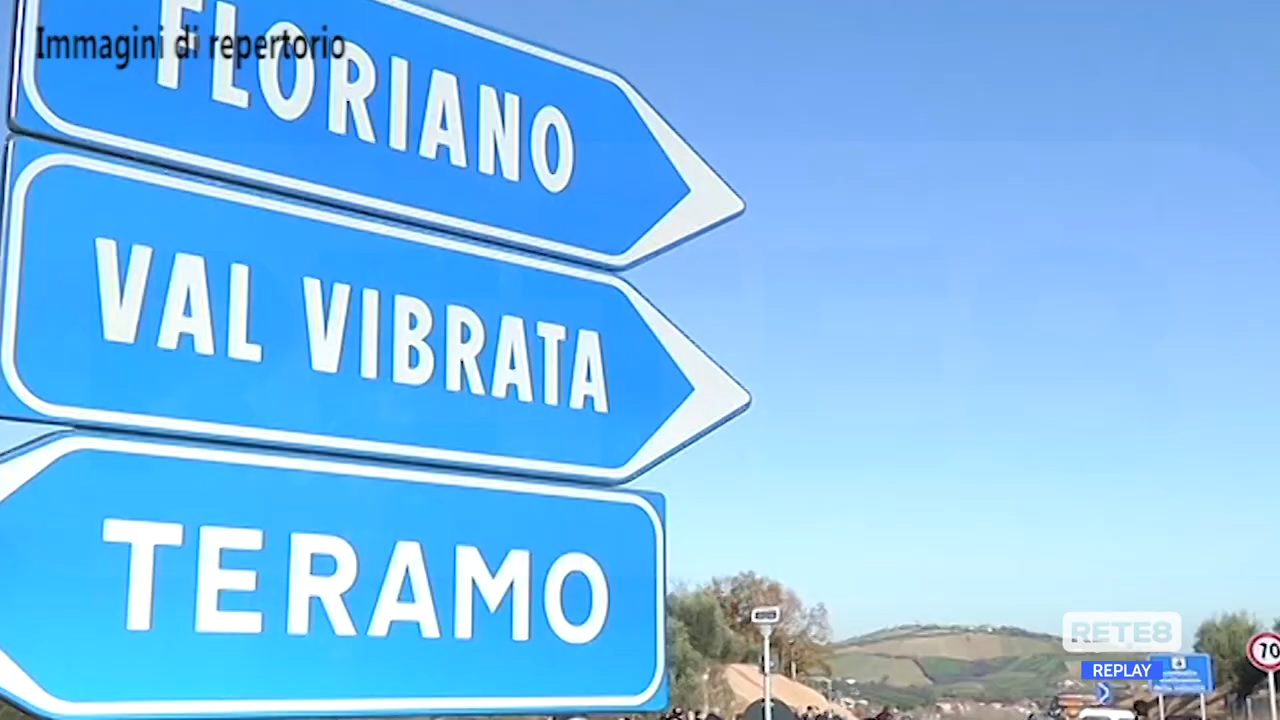 Immagini di repertorio
FLORIANO
VAL VIBRATA
TERAMO
RETE8
REPLAY
70